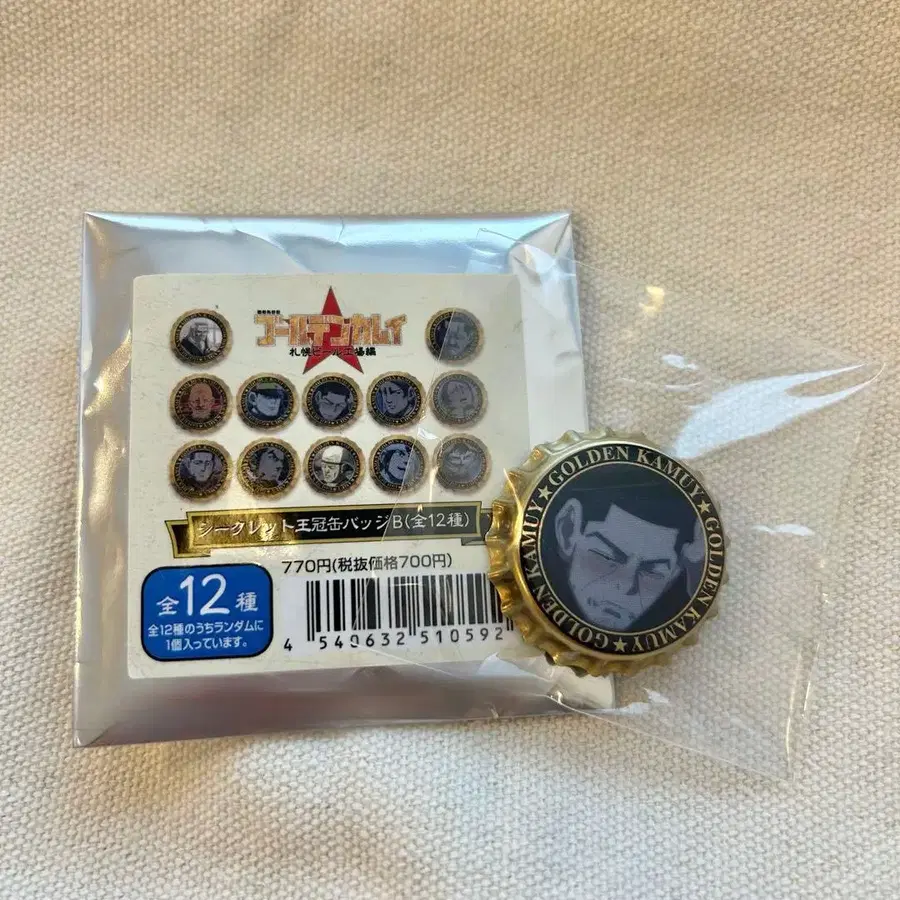 ゴールデンカムイ
札幌ビール工場編
シークレット王冠缶バッジB(全12種)
770円(税抜価格700円)
全12種
全12種のうちランダムに
1個入っています。
4 540632 510592
GOLDEN KAMUY★GOLDEN KAMUY★GOLDEN KAMUY★